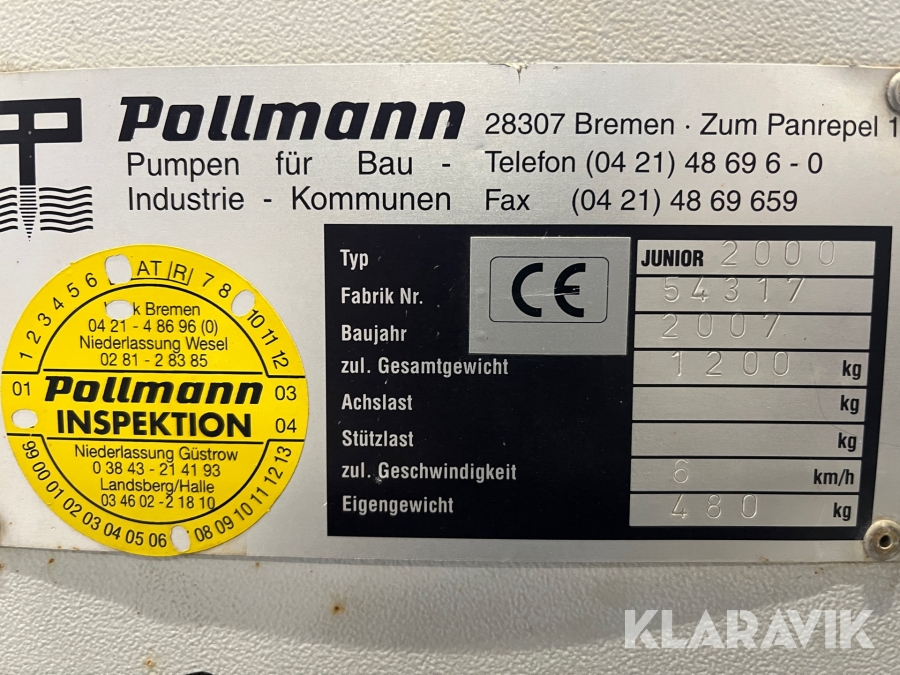 Pollmann 28307 Bremen · Zum Panrepel 1
Pumpen für Bau - Telefon (04 21) 48 69 6 - 0
Industrie - Kommunen Fax (04 21) 48 69 659
Typ JUNIOR 2000
CE
Fabrik Nr. 54317
Baujahr 2007
zul. Gesamtgewicht 1200 kg
Achslast kg
Stützlast kg
zul. Geschwindigkeit 6 km/h
Eigengewicht 480 kg
1 2 3 4 5 6 AT R 7 8 10 11 12
Bremen
04 21 - 4 86 96 (0)
Niederlassung Wesel
02 81 - 2 83 85
01 Pollmann 03
INSPEKTION 04
Niederlassung Güstrow
0 38 43 - 21 41 93
Landsberg/Halle
03 46 02 - 2 18 10
99 00 01 02 03 04 05 06 08 09 10 11 12 13
KLARAVIK